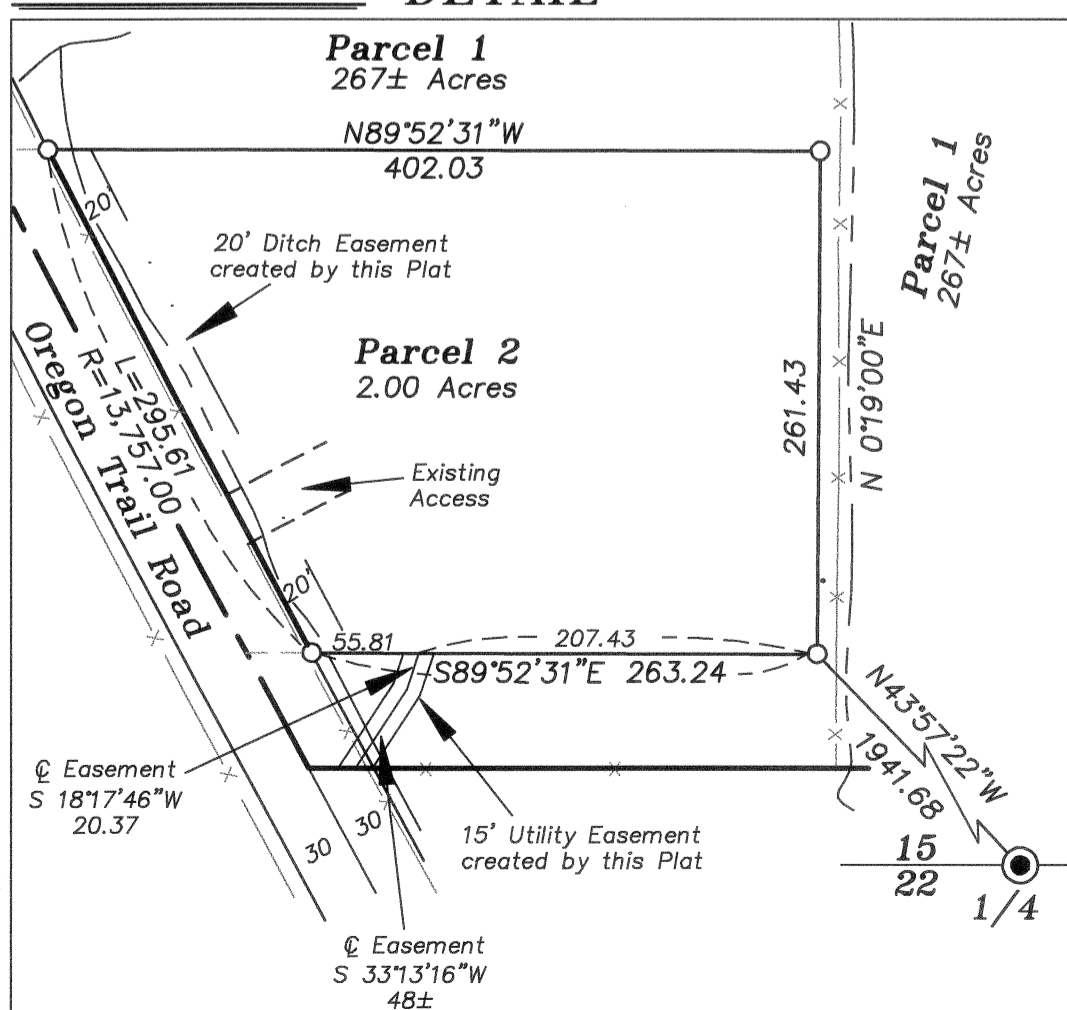 DETAIL
Parcel 1
267± Acres
N89°52'31"W
402.03
Parcel 1
267± Acres
20'
20' Ditch Easement
created by this Plat
Parcel 2
2.00 Acres
L=295.61
R=13,757.00
Oregon Trail Road
261.43
N 0°19'00"E
Existing
Access
20'
55.81
207.43
S89°52'31"E 263.24
N43°57'22"W
1941.68
℄ Easement
S 18°17'46"W
20.37
15' Utility Easement
created by this Plat
30
30
15
22
1/4
℄ Easement
S 33°13'16"W
48±